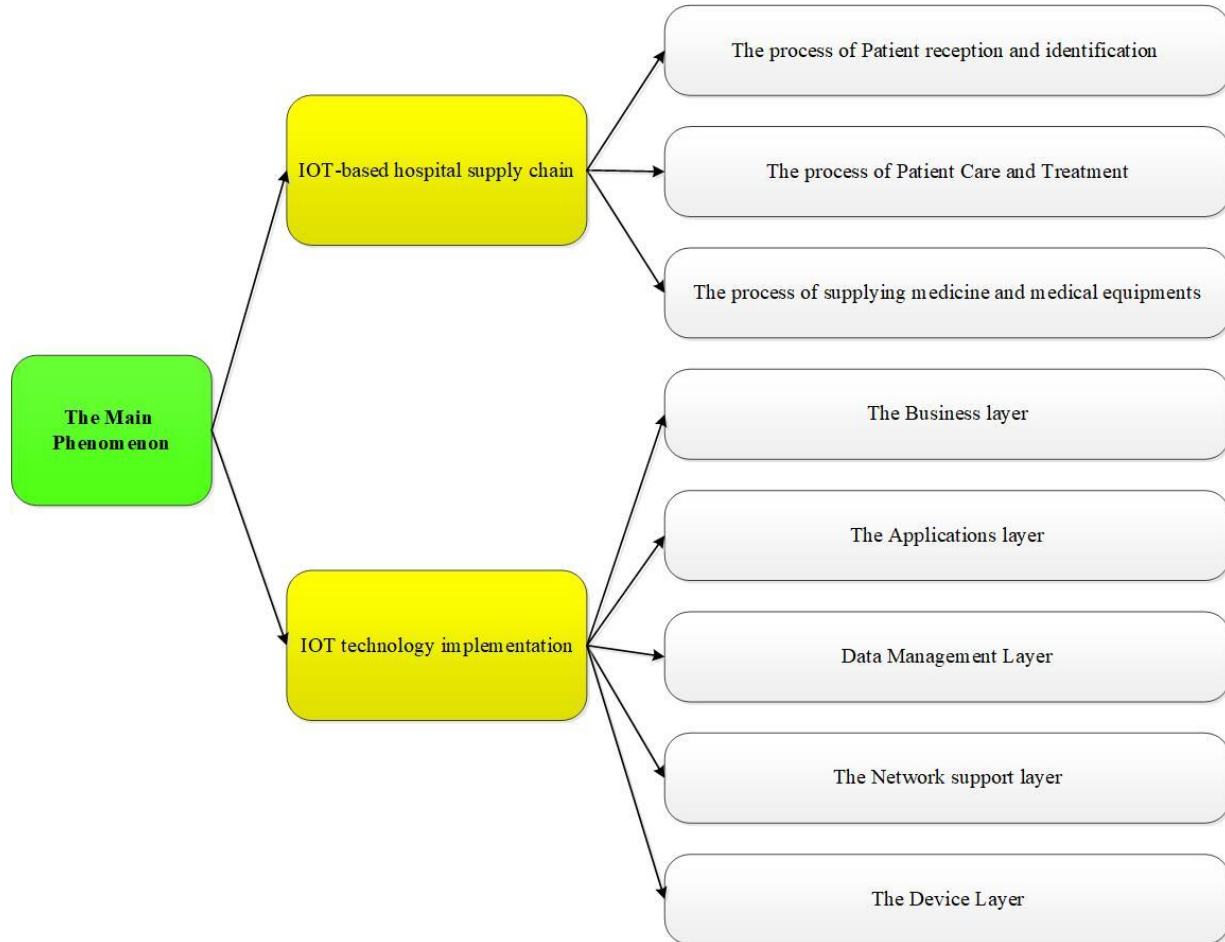 The process of Patient reception and identification
IOT-based hospital supply chain
The process of Patient Care and Treatment
The process of supplying medicine and medical equipments
The Main
Phenomenon
The Business layer
The Applications layer
IOT technology implementation
Data Management Layer
The Network support layer
The Device Layer